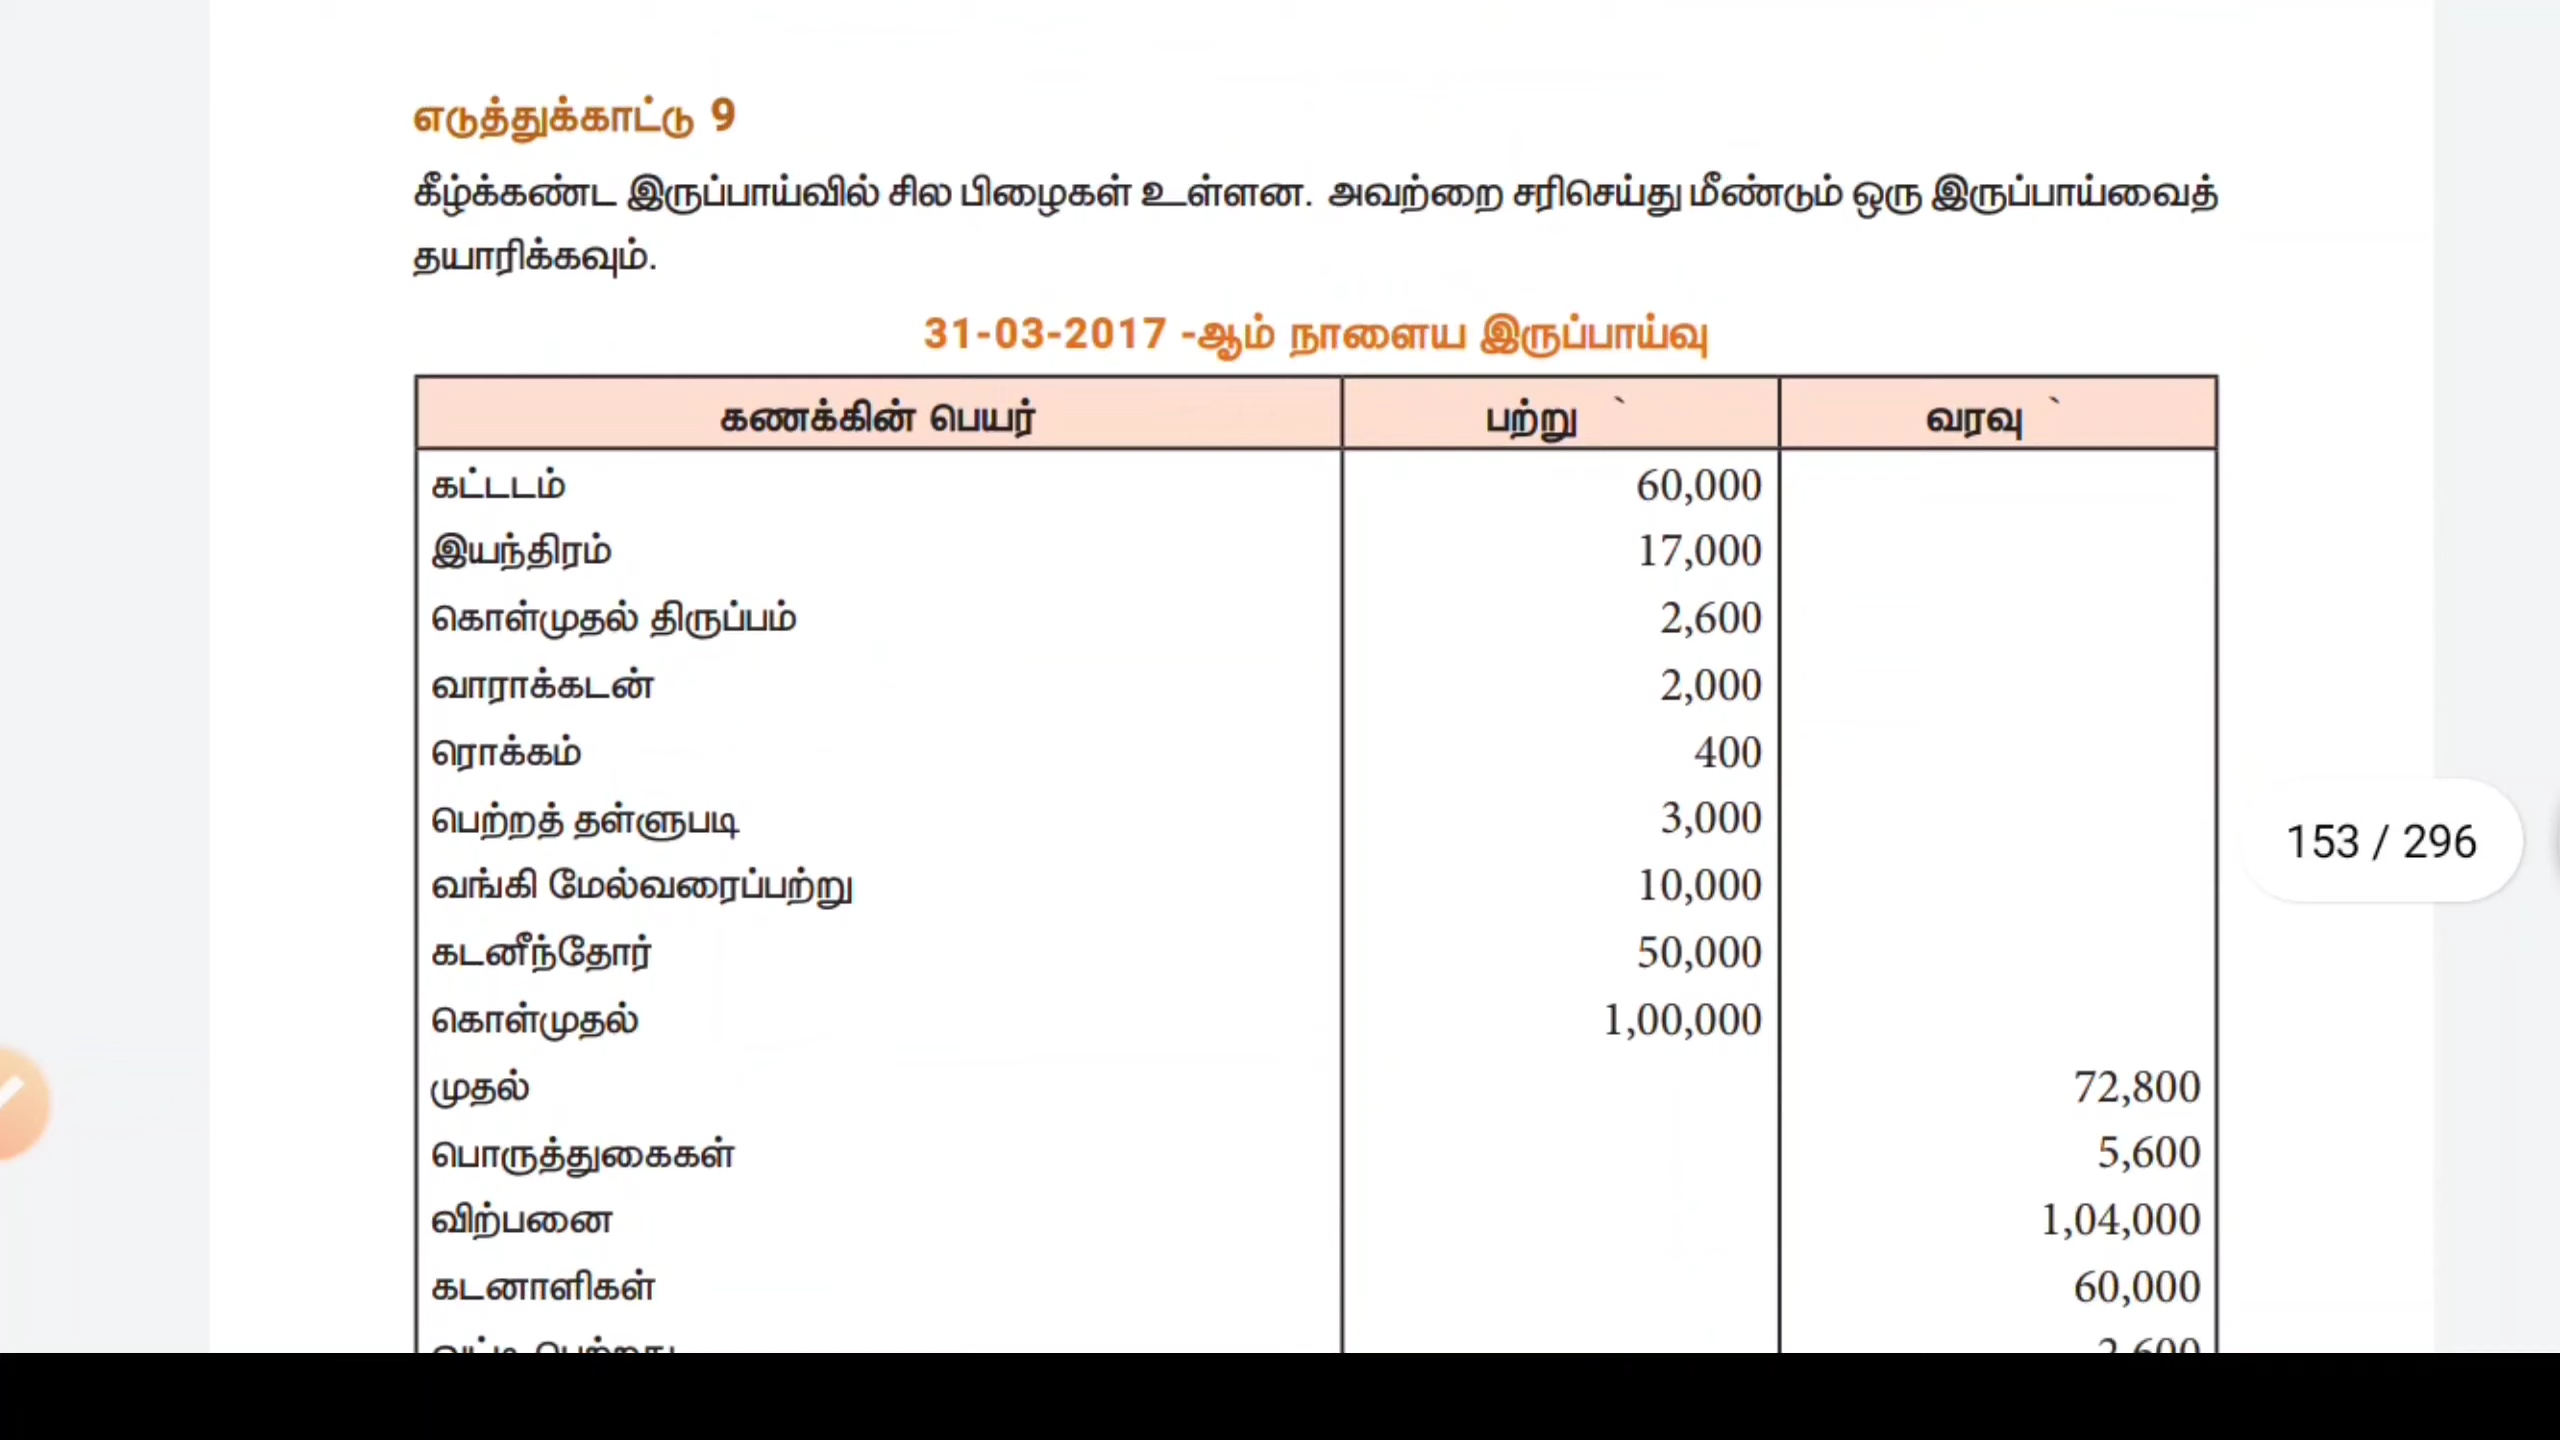 எடுத்துக்காட்டு 9
கீழ்க்கண்ட இருப்பாய்வில் சில பிழைகள் உள்ளன. அவற்றை சரிசெய்து மீண்டும் ஒரு இருப்பாய்வைத்
தயாரிக்கவும்.
31-03-2017 -ஆம் நாளைய இருப்பாய்வு
கணக்கின் பெயர் பற்று ` வரவு `
கட்டடம் 60,000
இயந்திரம் 17,000
கொள்முதல் திருப்பம் 2,600
வாராக்கடன் 2,000
ரொக்கம் 400
பெற்றத் தள்ளுபடி 3,000
வங்கி மேல்வரைப்பற்று 10,000
கடனீந்தோர் 50,000
கொள்முதல் 1,00,000
முதல் 72,800
பொருத்துகைகள் 5,600
விற்பனை 1,04,000
கடனாளிகள் 60,000
153 / 296